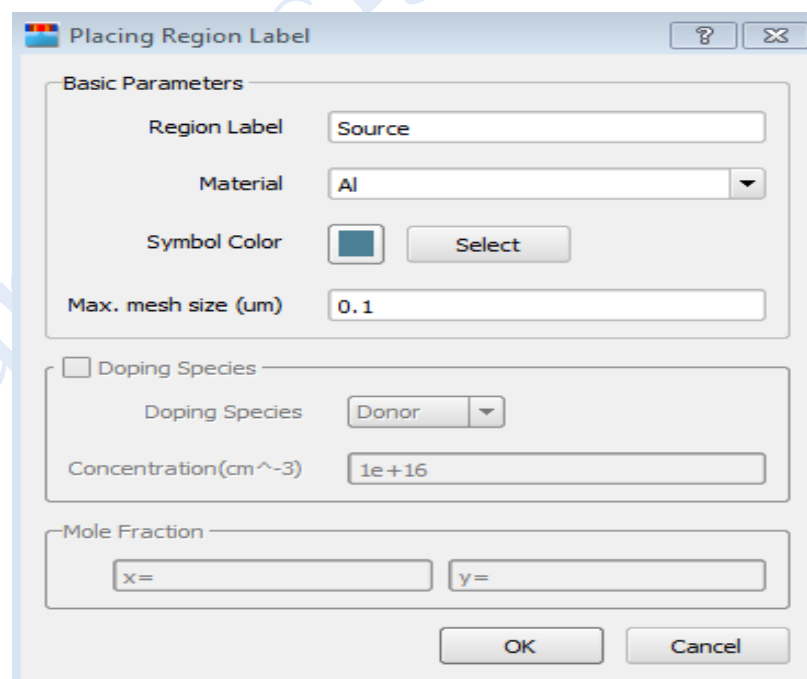 Placing Region Label
Basic Parameters
Region Label Source
Material Al
Symbol Color Select
Max. mesh size (um) 0.1
Doping Species
Doping Species Donor
Concentration(cm^-3) 1e+16
Mole Fraction
x= y=
OK Cancel